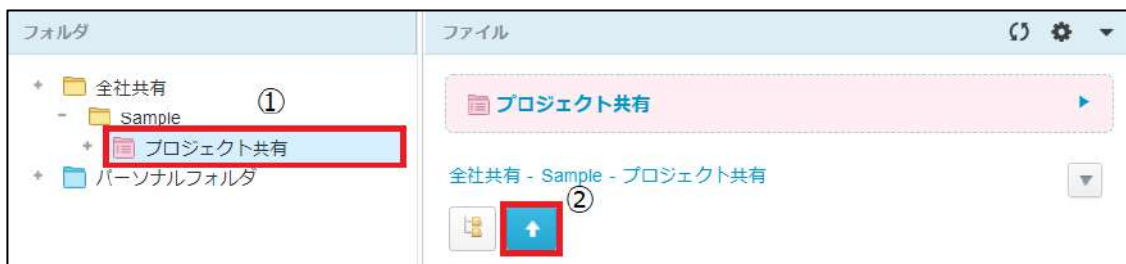 フォルダ
全社共有
①
Sample
プロジェクト共有
パーソナルフォルダ
ファイル
プロジェクト共有
全社共有 - Sample - プロジェクト共有
②